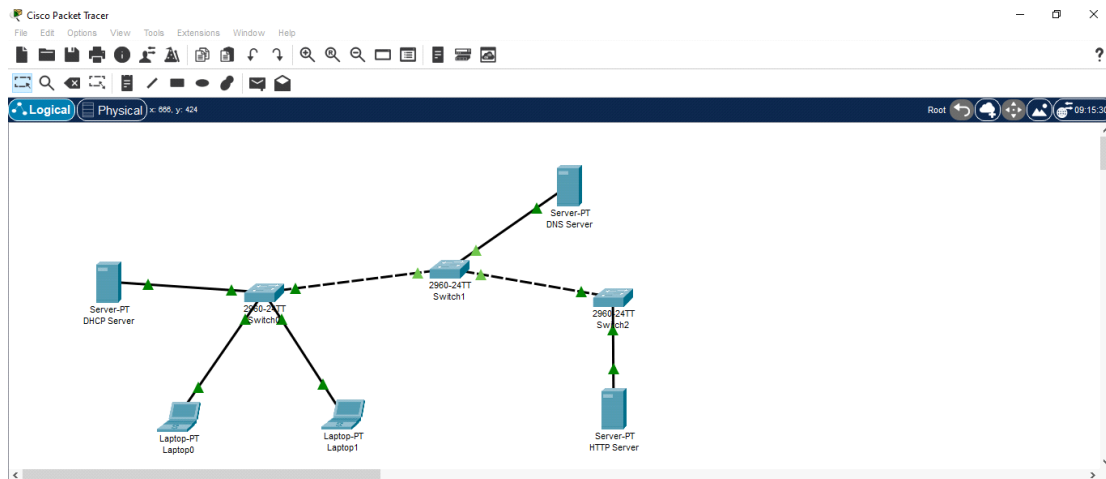 Cisco Packet Tracer
File Edit Options View Tools Extensions Window Help
?
Logical Physical x: 666, y: 424 Root 09:15:30
Server-PT
DNS Server
2960-24TT
Switch1
Server-PT
DHCP Server
2960-24TT
Switch0
2960-24TT
Switch2
Laptop-PT
Laptop0
Laptop-PT
Laptop1
Server-PT
HTTP Server